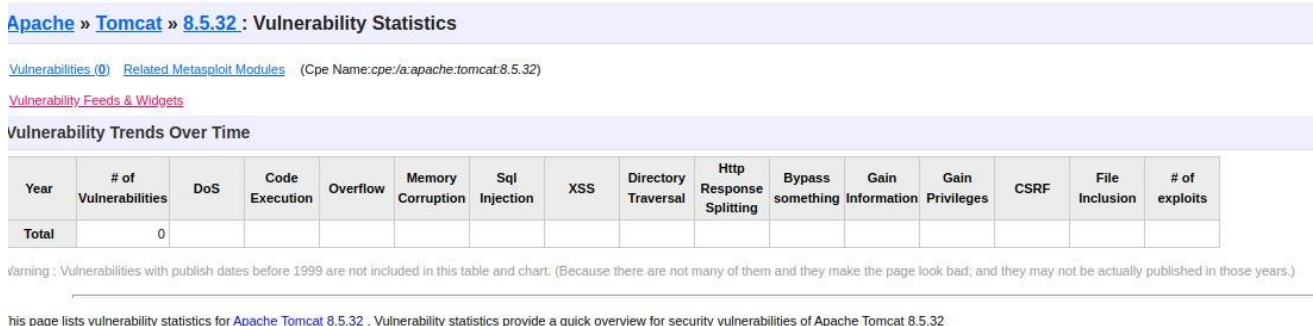 Apache » Tomcat » 8.5.32 : Vulnerability Statistics
Vulnerabilities (0) Related Metasploit Modules (Cpe Name:cpe:/a:apache:tomcat:8.5.32)
Vulnerability Feeds & Widgets
Vulnerability Trends Over Time
Year # of Vulnerabilities DoS Code Execution Overflow Memory Corruption Sql Injection XSS Directory Traversal Http Response Splitting Bypass something Gain Information Gain Privileges CSRF File Inclusion # of exploits
Total 0
Warning : Vulnerabilities with publish dates before 1999 are not included in this table and chart. (Because there are not many of them and they make the page look bad; and they may not be actually published in those years.)
This page lists vulnerability statistics for Apache Tomcat 8.5.32 . Vulnerability statistics provide a quick overview for security vulnerabilities of Apache Tomcat 8.5.32